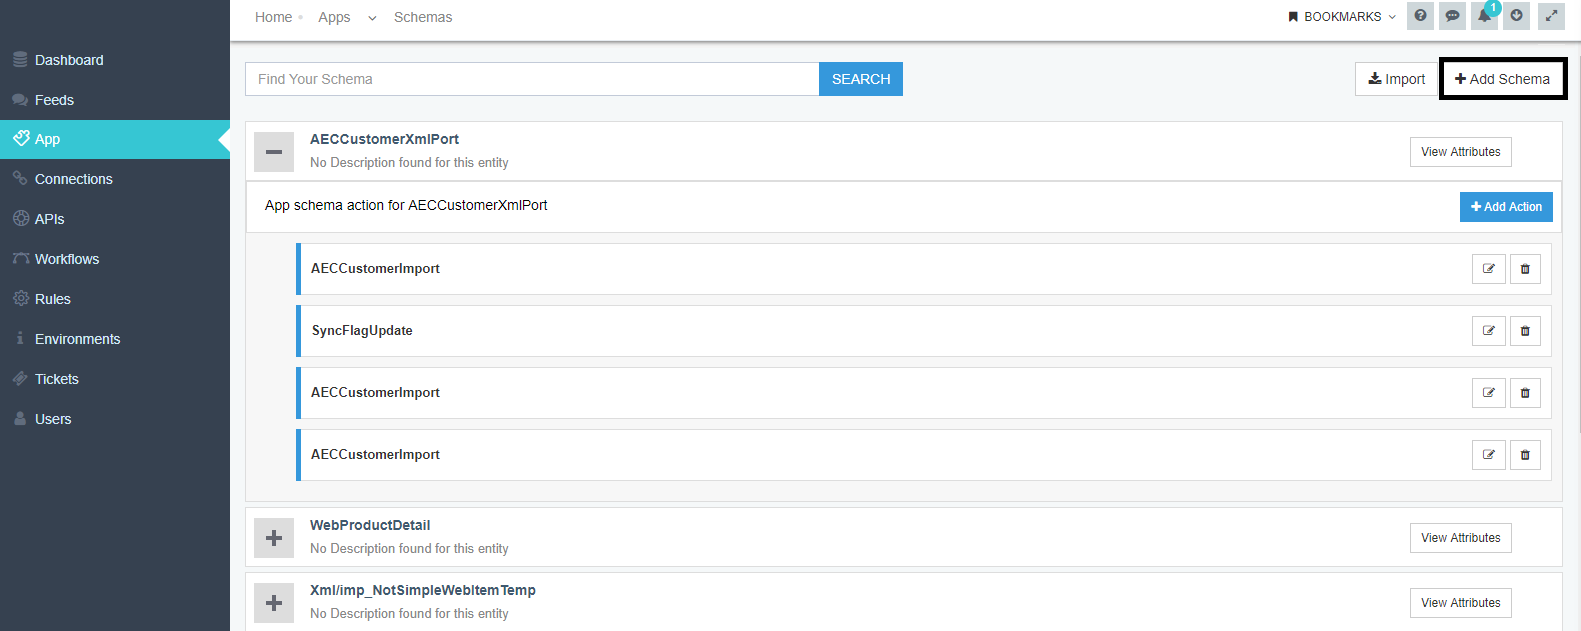 Home Apps Schemas
BOOKMARKS
1
Dashboard
Feeds
App
Connections
APIs
Workflows
Rules
Environments
Tickets
Users
Find Your Schema
SEARCH
Import
Add Schema
AECCustomerXmlPort
No Description found for this entity
View Attributes
App schema action for AECCustomerXmlPort
Add Action
AECCustomerImport
SyncFlagUpdate
AECCustomerImport
AECCustomerImport
WebProductDetail
No Description found for this entity
View Attributes
Xml/imp_NotSimpleWebItemTemp
No Description found for this entity
View Attributes